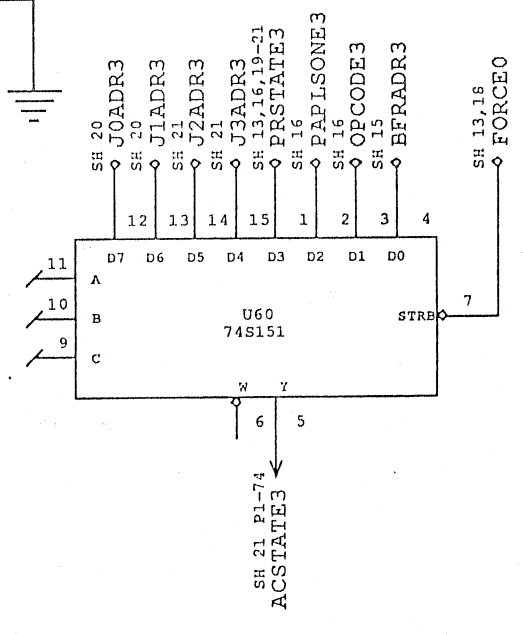 SH 20
J0ADR3
SH 20
J1ADR3
SH 21
J2ADR3
SH 21
J3ADR3
SH 13,16,19-21
PRSTATE3
SH 16
PAPLSONE3
SH 16
OPCODE3
SH 15
BFRADR3
SH 13,18
FORCE0
12 13 14 15 1 2 3 4
D7 D6 D5 D4 D3 D2 D1 D0
11
A
10
B
9
C
U60
74S151
STRB
7
W Y
6 5
SH 21 P1-74
ACSTATE3